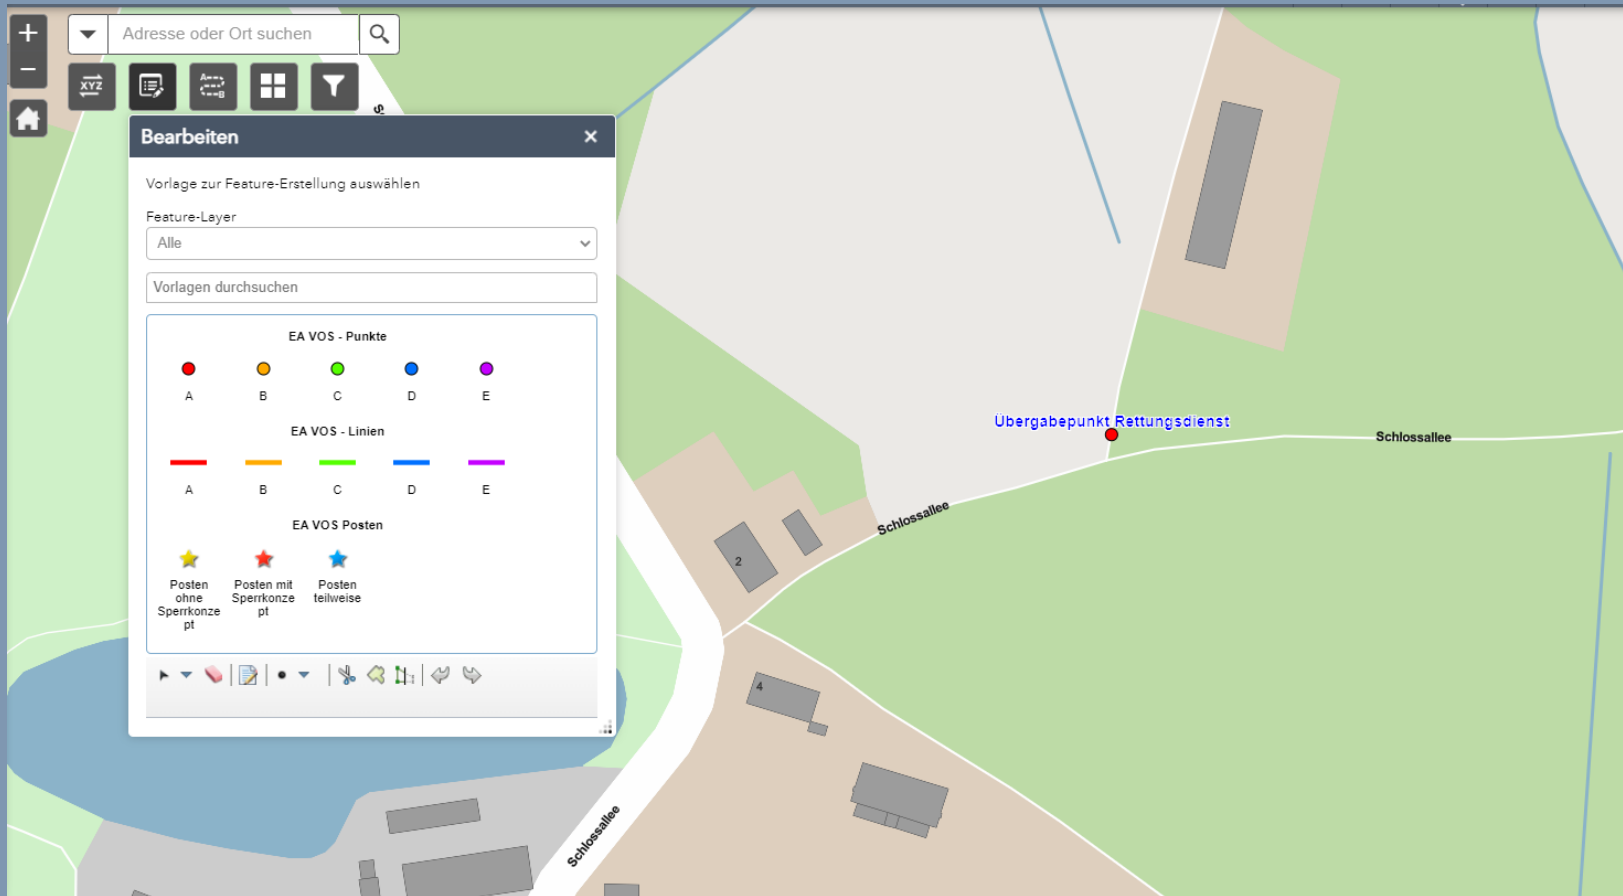 Adresse oder Ort suchen
XYZ
A
B
Bearbeiten
Vorlage zur Feature-Erstellung auswählen
Feature-Layer
Alle
Vorlagen durchsuchen
EA VOS - Punkte
A B C D E
EA VOS - Linien
A B C D E
EA VOS Posten
Posten ohne Sperrkonze pt
Posten mit Sperrkonze pt
Posten teilweise
Übergabepunkt Rettungsdienst
Schlossallee
Schlossallee
2
4
Schlossallee